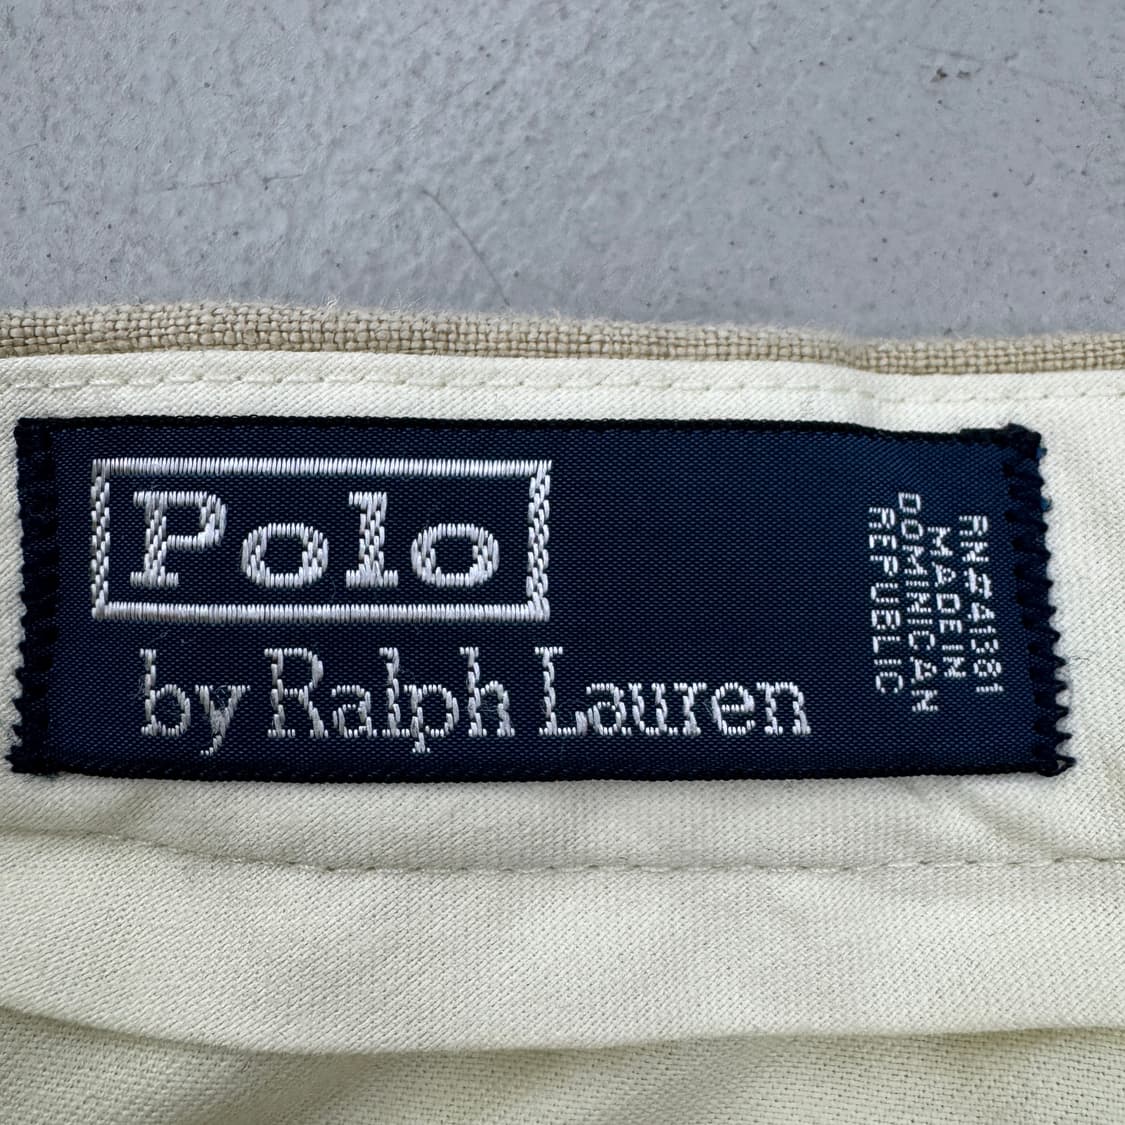 Polo
by Ralph Lauren
RN#41381
MADE IN
DOMINICAN
REPUBLIC